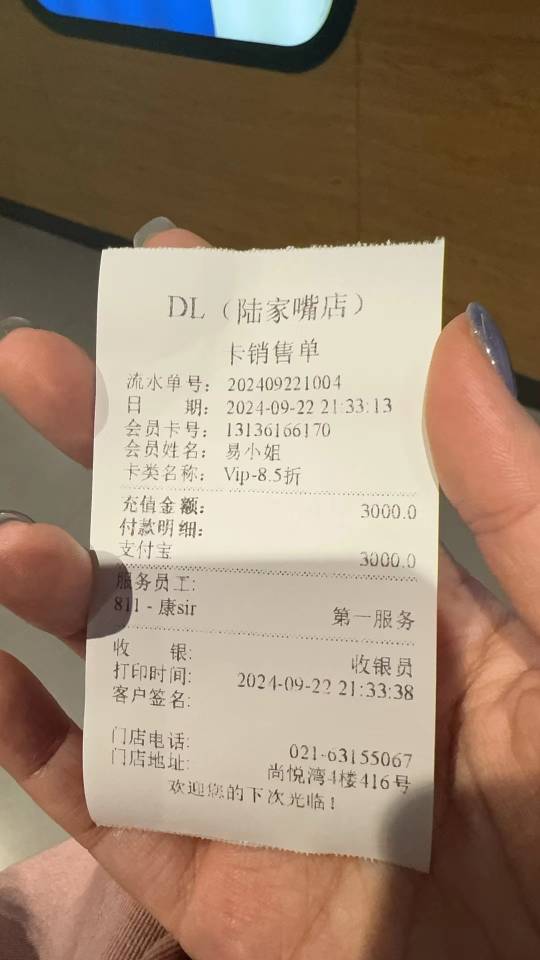 DL（陆家嘴店）
卡销售单
流水单号： 202409221004
日　　期： 2024-09-22 21:33:13
会员卡号： 13136166170
会员姓名： 易小姐
卡类名称： Vip-8.5折
充值金额： 3000.0
付款明细：
支付宝 3000.0
服务员工:
811 - 康sir 第一服务
收　　银: 收银员
打印时间: 2024-09-22 21:33:38
客户签名:
门店电话: 021-63155067
门店地址: 尚悦湾4楼416号
欢迎您的下次光临！